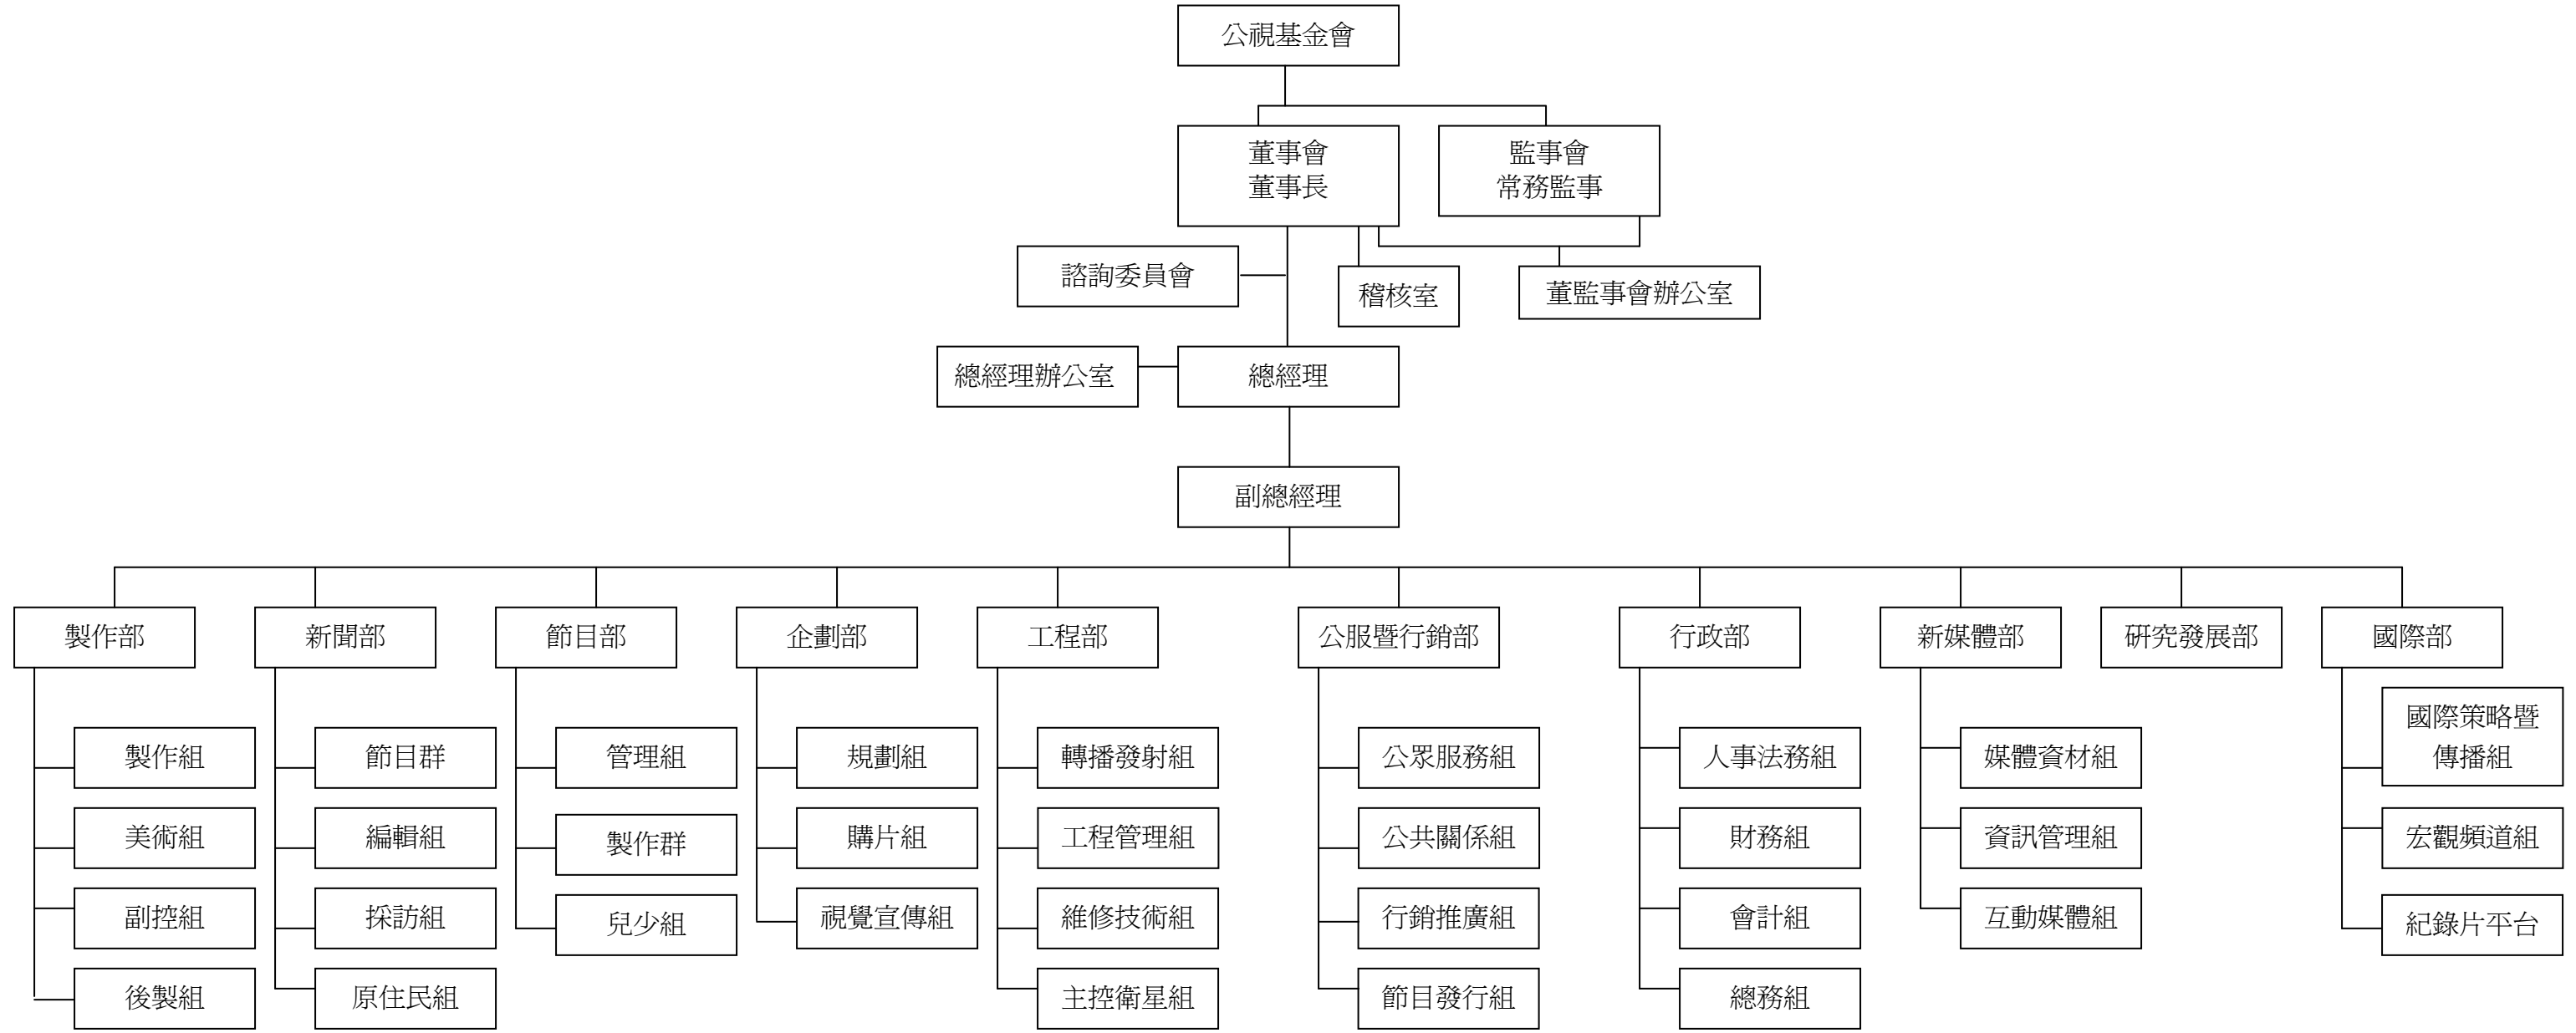 公視基金會
董事會
董事長
監事會
常務監事
諮詢委員會
稽核室
董監事會辦公室
總經理辦公室
總經理
副總經理
製作部
新聞部
節目部
企劃部
工程部
公服暨行銷部
行政部
新媒體部
研究發展部
國際部
製作組
美術組
副控組
後製組
節目群
編輯組
採訪組
原住民組
管理組
製作群
兒少組
規劃組
購片組
視覺宣傳組
轉播發射組
工程管理組
維修技術組
主控衛星組
公眾服務組
公共關係組
行銷推廣組
節目發行組
人事法務組
財務組
會計組
總務組
媒體資材組
資訊管理組
互動媒體組
國際策略暨
傳播組
宏觀頻道組
紀錄片平台